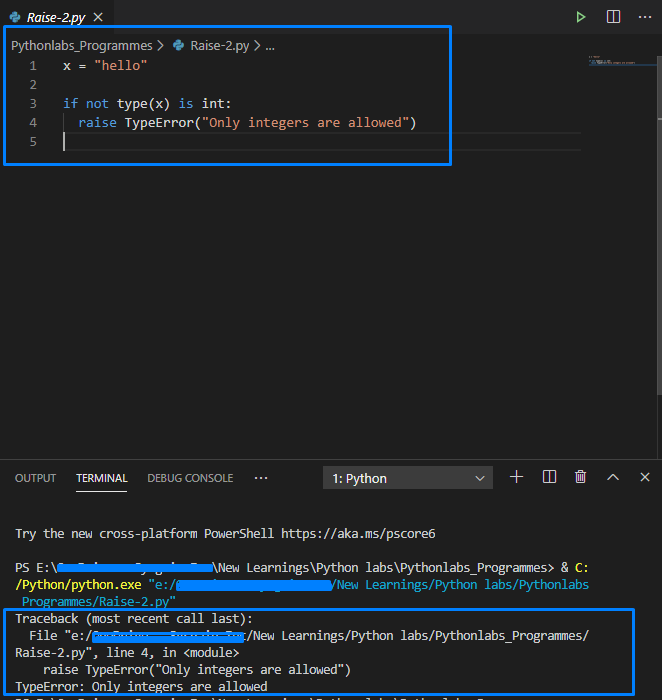 Raise-2.py
Pythonlabs_Programmes > Raise-2.py > ...
1 x = "hello"
2
3 if not type(x) is int:
4 raise TypeError("Only integers are allowed")
5
OUTPUT TERMINAL DEBUG CONSOLE ... 1: Python
Try the new cross-platform PowerShell https://aka.ms/pscore6
PS E:\ \New Learnings\Python labs\Pythonlabs_Programmes> & C:
/Python/python.exe "e:/ /New Learnings/Python labs/Pythonlabs
_Programmes/Raise-2.py"
Traceback (most recent call last):
File "e:/ /New Learnings/Python labs/Pythonlabs_Programmes/
Raise-2.py", line 4, in <module>
raise TypeError("Only integers are allowed")
TypeError: Only integers are allowed